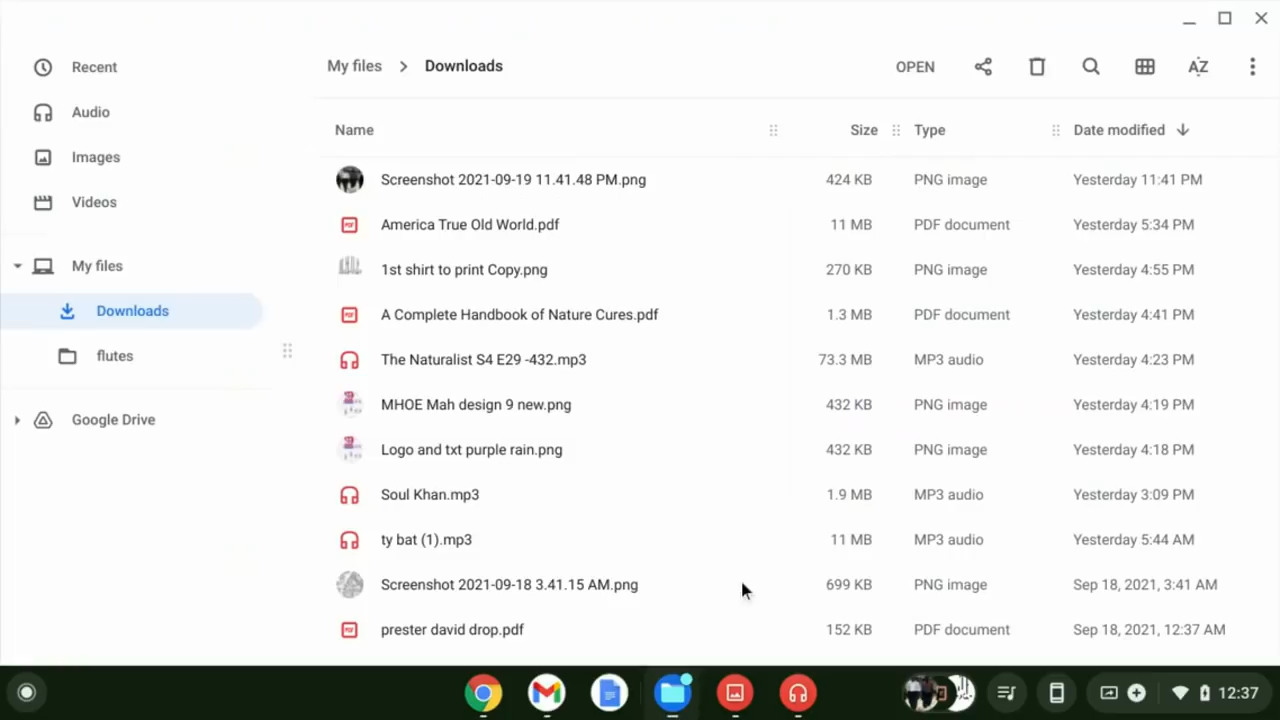 Recent
Audio
Images
Videos
My files
Downloads
flutes
Google Drive
My files > Downloads
OPEN
AZ
Name Size Type Date modified
Screenshot 2021-09-19 11.41.48 PM.png 424 KB PNG image Yesterday 11:41 PM
PDF America True Old World.pdf 11 MB PDF document Yesterday 5:34 PM
1st shirt to print Copy.png 270 KB PNG image Yesterday 4:55 PM
PDF A Complete Handbook of Nature Cures.pdf 1.3 MB PDF document Yesterday 4:41 PM
The Naturalist S4 E29 -432.mp3 73.3 MB MP3 audio Yesterday 4:23 PM
MHOE Mah design 9 new.png 432 KB PNG image Yesterday 4:19 PM
Logo and txt purple rain.png 432 KB PNG image Yesterday 4:18 PM
Soul Khan.mp3 1.9 MB MP3 audio Yesterday 3:09 PM
ty bat (1).mp3 11 MB MP3 audio Yesterday 5:44 AM
Screenshot 2021-09-18 3.41.15 AM.png 699 KB PNG image Sep 18, 2021, 3:41 AM
PDF prester david drop.pdf 152 KB PDF document Sep 18, 2021, 12:37 AM
12:37